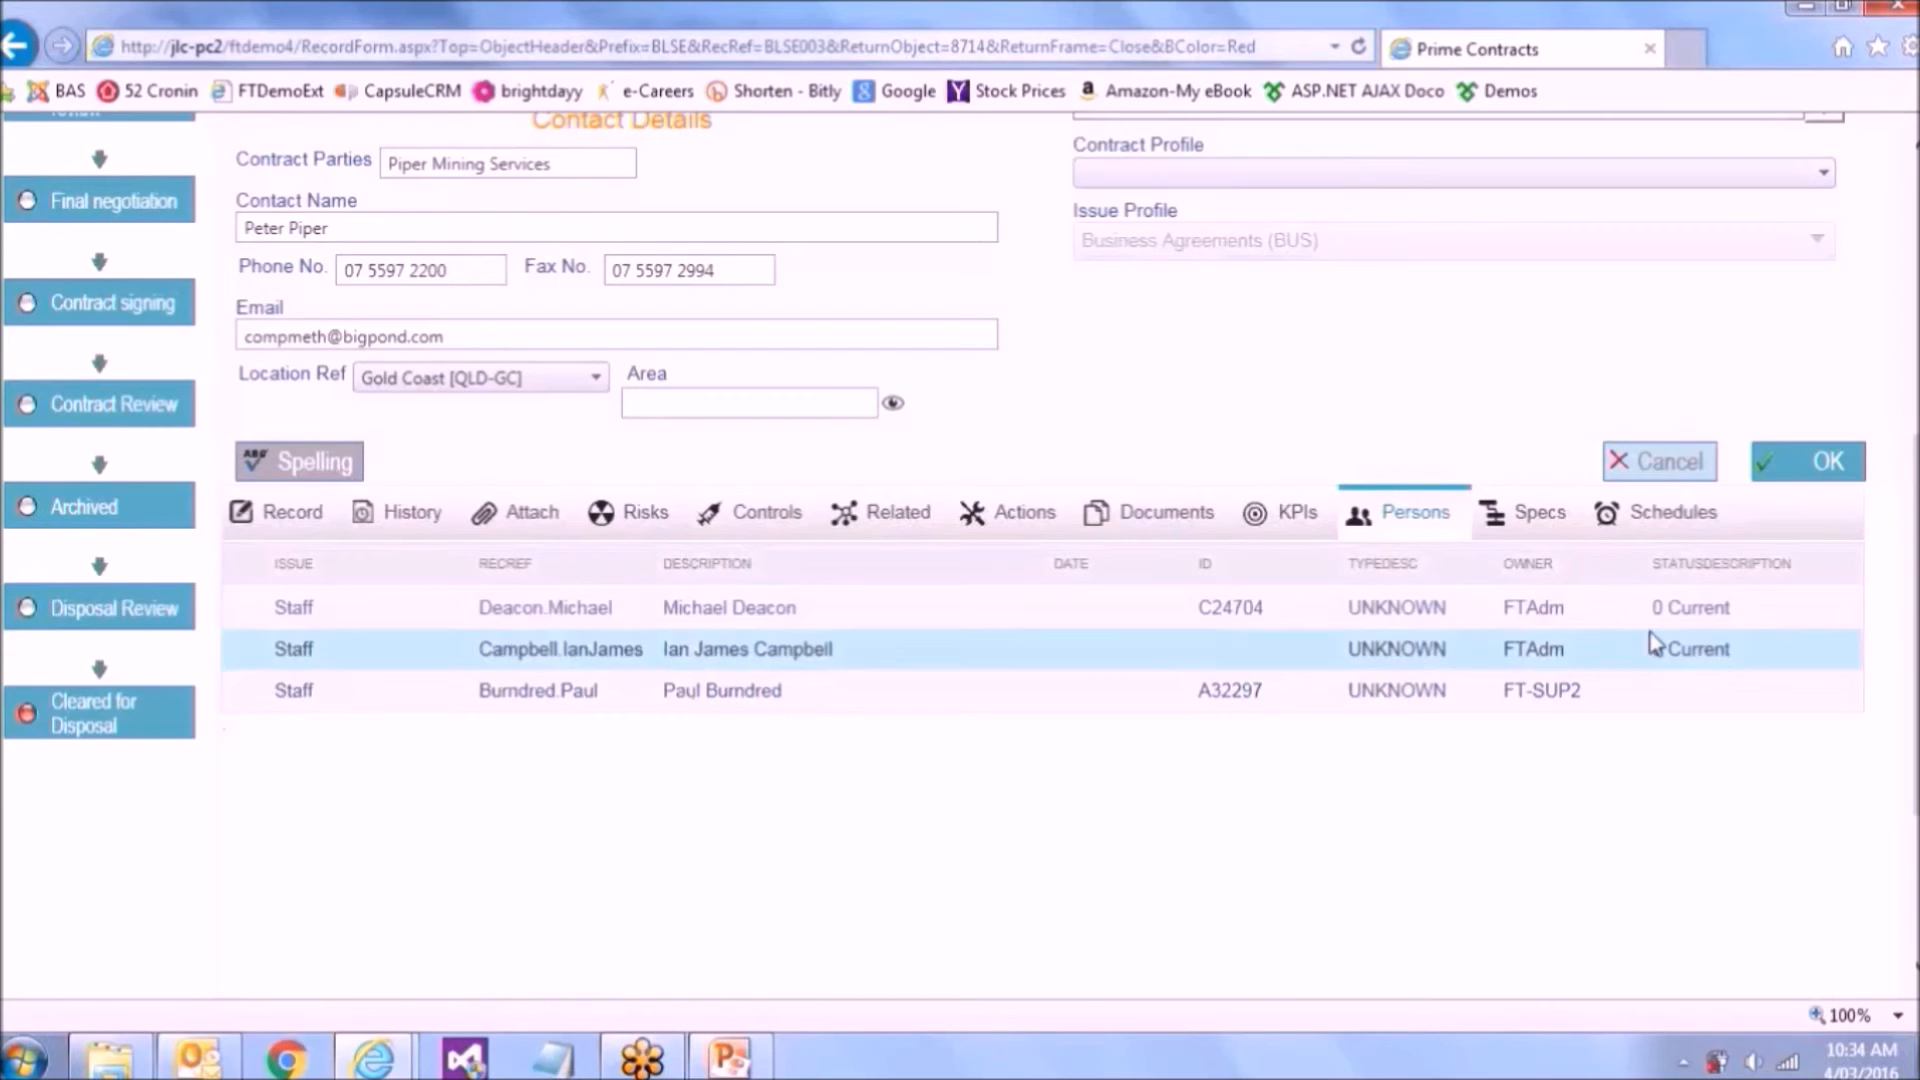 http://jlc-pc2/ftdemo4/RecordForm.aspx?Top=ObjectHeader&Prefix=BLSE&RecRef=BLSE003&ReturnObject=8714&ReturnFrame=Close&BColor=Red
Prime Contracts
BAS 52 Cronin FTDemoExt CapsuleCRM brightdayy e-Careers Shorten - Bitly Google Stock Prices Amazon-My eBook ASP.NET AJAX Doco Demos
Contact Details
Contract Parties Piper Mining Services
Contact Name
Peter Piper
Phone No. 07 5597 2200 Fax No. 07 5597 2994
Email
compmeth@bigpond.com
Location Ref Gold Coast [QLD-GC] Area
Contract Profile
Issue Profile
Business Agreements (BUS)
Final negotiation
Contract signing
Contract Review
Archived
Disposal Review
Cleared for
Disposal
ABC Spelling
Cancel OK
Record History Attach Risks Controls Related Actions Documents KPIs Persons Specs Schedules
ISSUE RECREF DESCRIPTION DATE ID TYPEDESC OWNER STATUSDESCRIPTION
Staff Deacon.Michael Michael Deacon C24704 UNKNOWN FTAdm 0 Current
Staff Campbell.IanJames Ian James Campbell UNKNOWN FTAdm Current
Staff Burndred.Paul Paul Burndred A32297 UNKNOWN FT-SUP2
100%
10:34 AM
4/03/2016